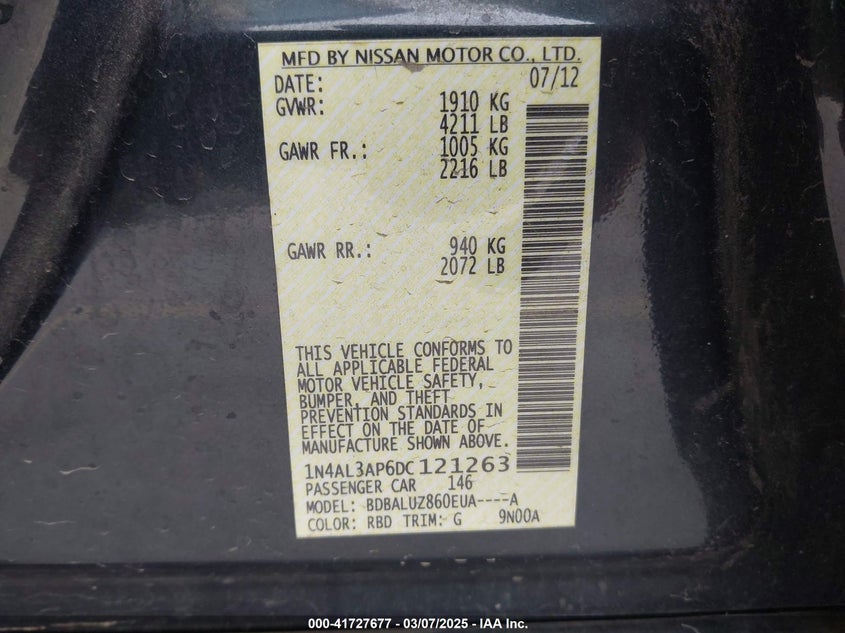 MFD BY NISSAN MOTOR CO., LTD.
DATE: 07/12
GVWR: 1910 KG
4211 LB
GAWR FR.: 1005 KG
2216 LB
GAWR RR.: 940 KG
2072 LB
THIS VEHICLE CONFORMS TO
ALL APPLICABLE FEDERAL
MOTOR VEHICLE SAFETY,
BUMPER, AND THEFT
PREVENTION STANDARDS IN
EFFECT ON THE DATE OF
MANUFACTURE SHOWN ABOVE.
1N4AL3AP6DC121263
PASSENGER CAR 146
MODEL: BDBALUZ860EUA----A
COLOR: RBD TRIM: G 9N00A
000-41727677 - 03/07/2025 - IAA Inc.